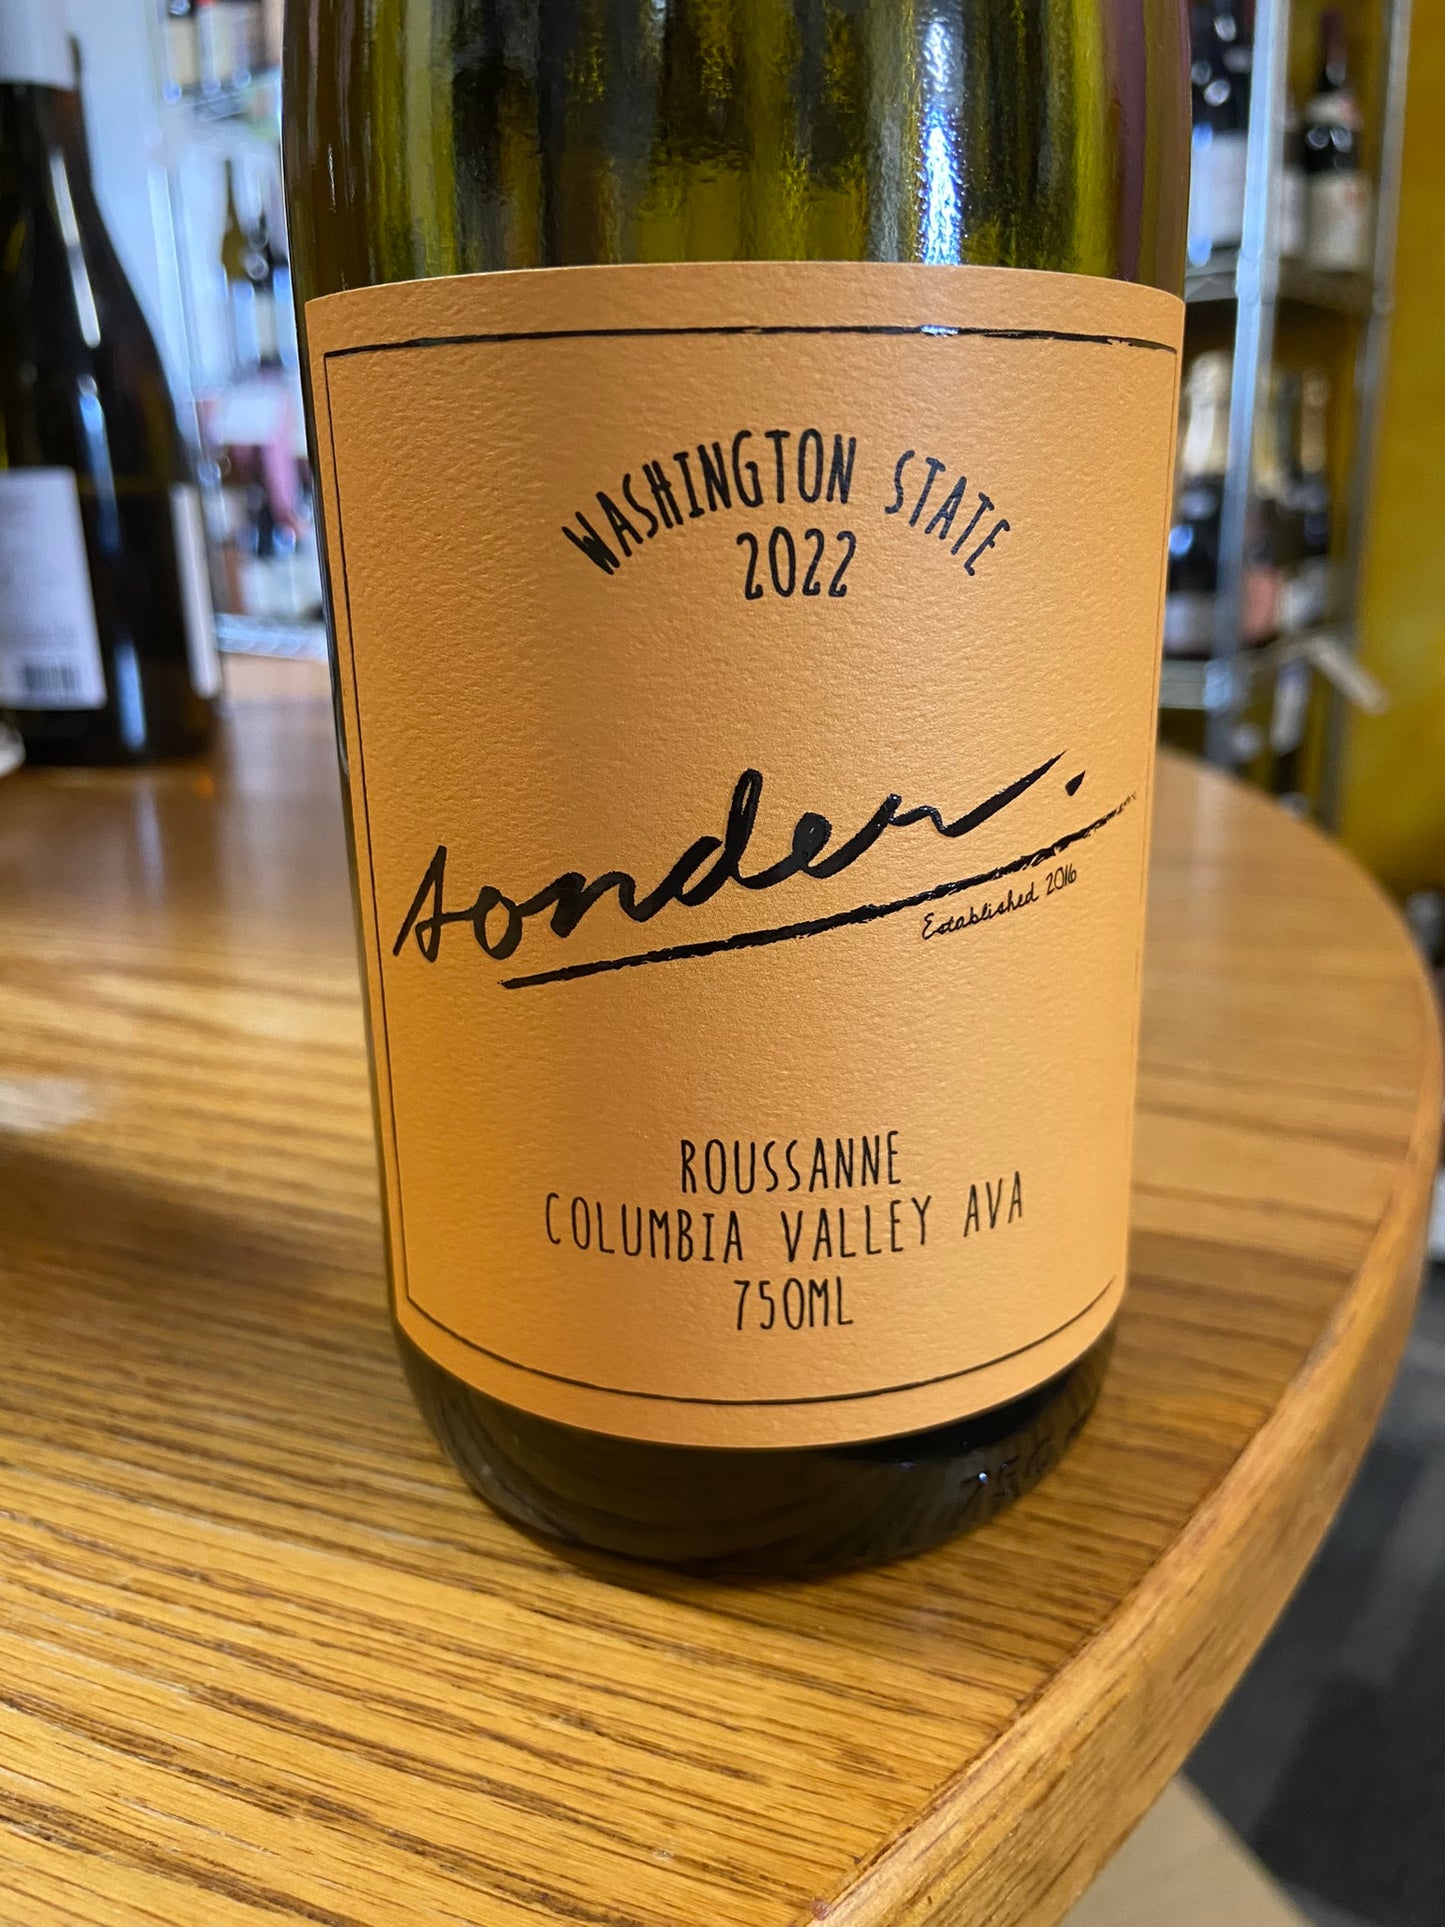 WASHINGTON STATE
2022
sonder.
Established 2016
ROUSSANNE
COLUMBIA VALLEY AVA
750ML